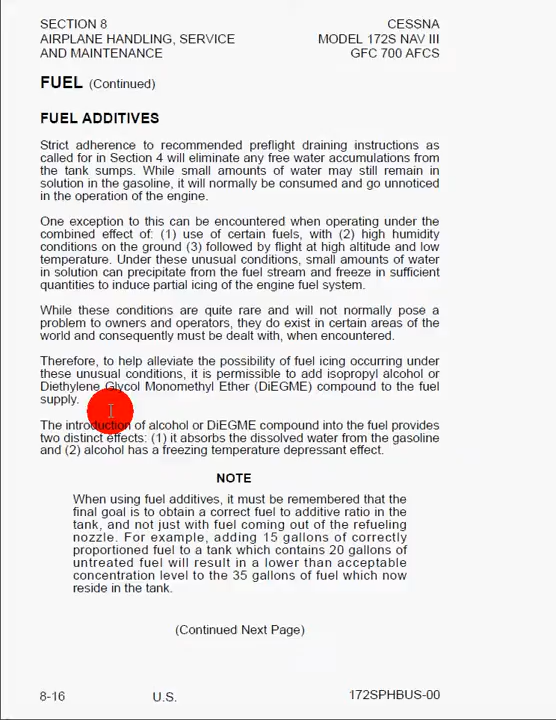 SECTION 8
CESSNA
AIRPLANE HANDLING, SERVICE
MODEL 172S NAV III
AND MAINTENANCE
GFC 700 AFCS
FUEL (Continued)
FUEL ADDITIVES
Strict adherence to recommended preflight draining instructions as
called for in Section 4 will eliminate any free water accumulations from
the tank sumps. While small amounts of water may still remain in
solution in the gasoline, it will normally be consumed and go unnoticed
in the operation of the engine.
One exception to this can be encountered when operating under the
combined effect of: (1) use of certain fuels, with (2) high humidity
conditions on the ground (3) followed by flight at high altitude and low
temperature. Under these unusual conditions, small amounts of water
in solution can precipitate from the fuel stream and freeze in sufficient
quantities to induce partial icing of the engine fuel system.
While these conditions are quite rare and will not normally pose a
problem to owners and operators, they do exist in certain areas of the
world and consequently must be dealt with, when encountered.
Therefore, to help alleviate the possibility of fuel icing occurring under
these unusual conditions, it is permissible to add isopropyl alcohol or
Diethylene Glycol Monomethyl Ether (DiEGME) compound to the fuel
supply.
The introduction of alcohol or DiEGME compound into the fuel provides
two distinct effects: (1) it absorbs the dissolved water from the gasoline
and (2) alcohol has a freezing temperature depressant effect.
NOTE
When using fuel additives, it must be remembered that the
final goal is to obtain a correct fuel to additive ratio in the
tank, and not just with fuel coming out of the refueling
nozzle. For example, adding 15 gallons of correctly
proportioned fuel to a tank which contains 20 gallons of
untreated fuel will result in a lower than acceptable
concentration level to the 35 gallons of fuel which now
reside in the tank.
(Continued Next Page)
8-16
U.S.
172SPHBUS-00